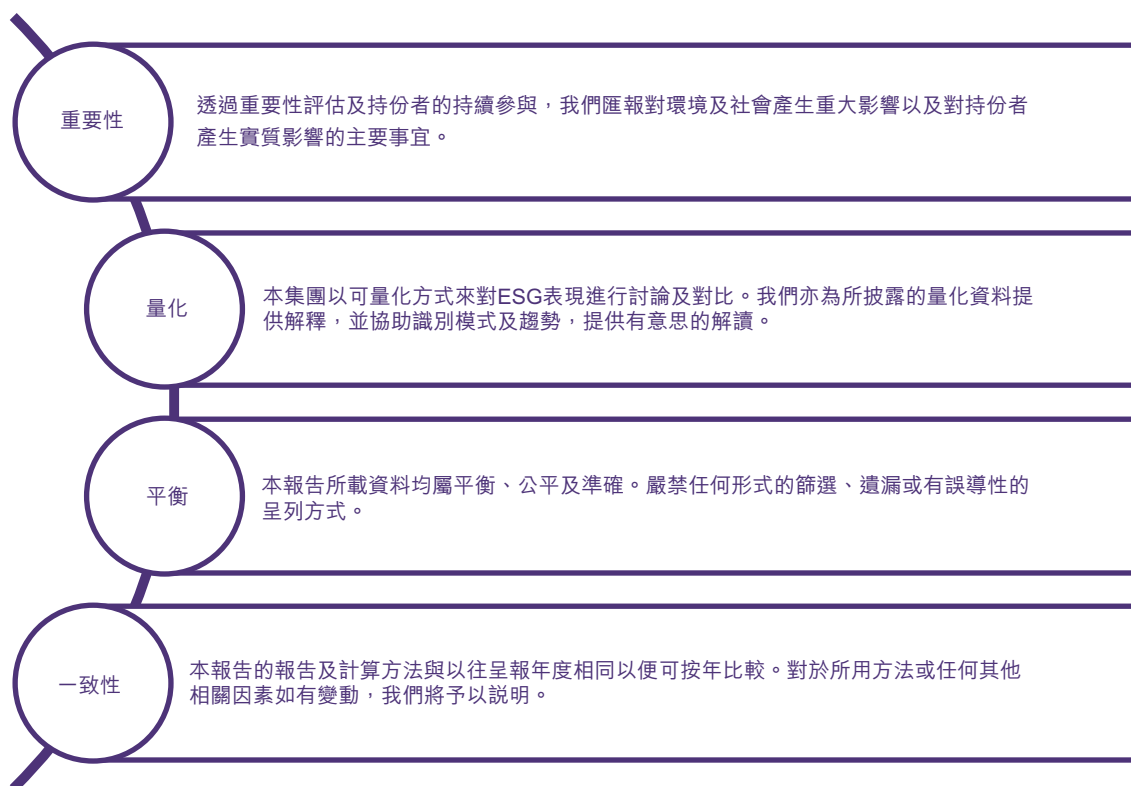 重要性
透過重要性評估及持份者的持續參與，我們匯報對環境及社會產生重大影響以及對持份者
產生實質影響的主要事宜。
量化
本集團以可量化方式來對ESG表現進行討論及對比。我們亦為所披露的量化資料提
供解釋，並協助識別模式及趨勢，提供有意思的解讀。
平衡
本報告所載資料均屬平衡、公平及準確。嚴禁任何形式的篩選、遺漏或有誤導性的
呈列方式。
一致性
本報告的報告及計算方法與以往呈報年度相同以便可按年比較。對於所用方法或任何其他
相關因素如有變動，我們將予以説明。